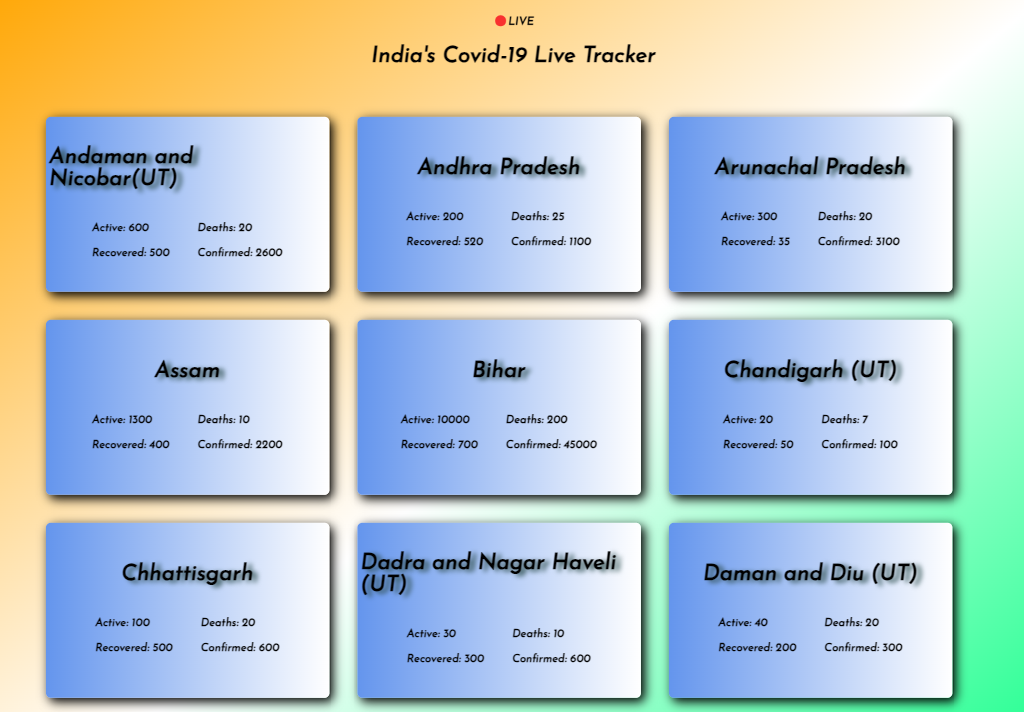 LIVE
India's Covid-19 Live Tracker
Andaman and
Nicobar(UT)
Active: 600 Deaths: 20
Recovered: 500 Confirmed: 2600
Andhra Pradesh
Active: 200 Deaths: 25
Recovered: 520 Confirmed: 1100
Arunachal Pradesh
Active: 300 Deaths: 20
Recovered: 35 Confirmed: 3100
Assam
Active: 1300 Deaths: 10
Recovered: 400 Confirmed: 2200
Bihar
Active: 10000 Deaths: 200
Recovered: 700 Confirmed: 45000
Chandigarh (UT)
Active: 20 Deaths: 7
Recovered: 50 Confirmed: 100
Chhattisgarh
Active: 100 Deaths: 20
Recovered: 500 Confirmed: 600
Dadra and Nagar Haveli
(UT)
Active: 30 Deaths: 10
Recovered: 300 Confirmed: 600
Daman and Diu (UT)
Active: 40 Deaths: 20
Recovered: 200 Confirmed: 300